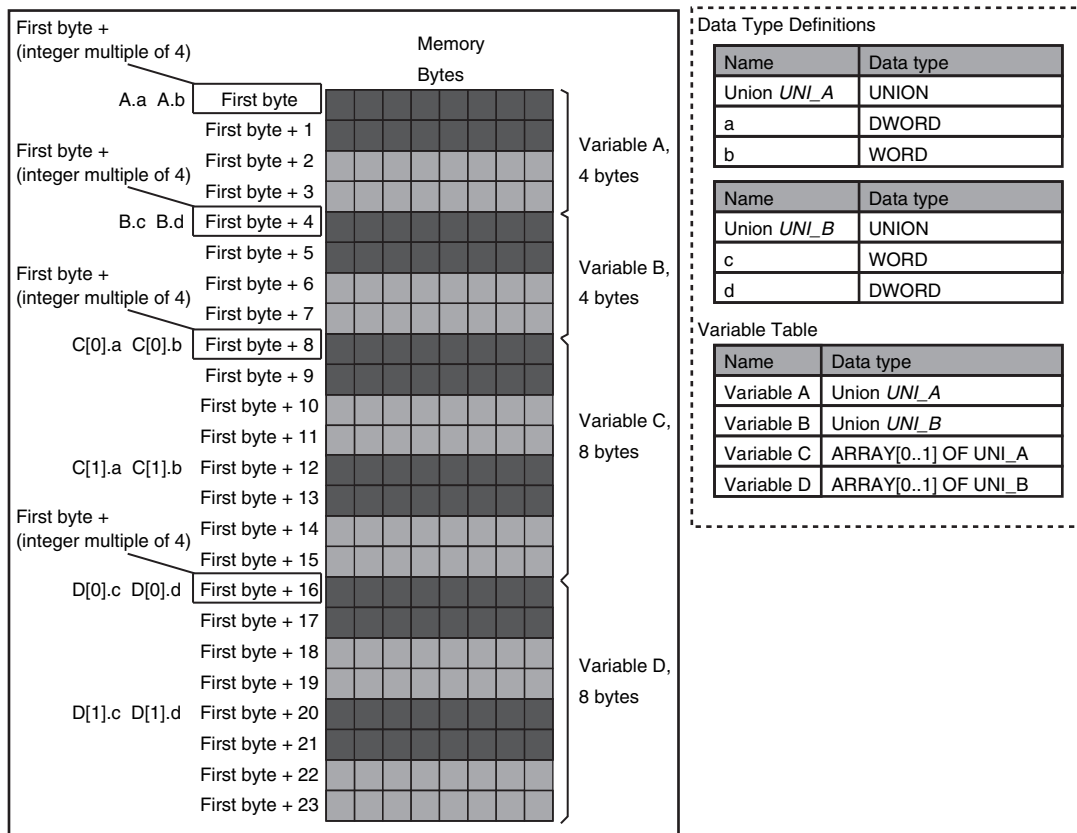 First byte +
(integer multiple of 4)
Memory
Bytes
A.a A.b First byte
First byte + 1
First byte +
(integer multiple of 4)
First byte + 2
First byte + 3
Variable A,
4 bytes
B.c B.d First byte + 4
First byte + 5
First byte +
(integer multiple of 4)
First byte + 6
First byte + 7
Variable B,
4 bytes
C[0].a C[0].b First byte + 8
First byte + 9
First byte + 10
First byte + 11
Variable C,
8 bytes
C[1].a C[1].b First byte + 12
First byte + 13
First byte +
(integer multiple of 4)
First byte + 14
First byte + 15
D[0].c D[0].d First byte + 16
First byte + 17
First byte + 18
First byte + 19
Variable D,
8 bytes
D[1].c D[1].d First byte + 20
First byte + 21
First byte + 22
First byte + 23
Data Type Definitions
Name Data type
Union UNI_A UNION
a DWORD
b WORD
Name Data type
Union UNI_B UNION
c WORD
d DWORD
Variable Table
Name Data type
Variable A Union UNI_A
Variable B Union UNI_B
Variable C ARRAY[0..1] OF UNI_A
Variable D ARRAY[0..1] OF UNI_B